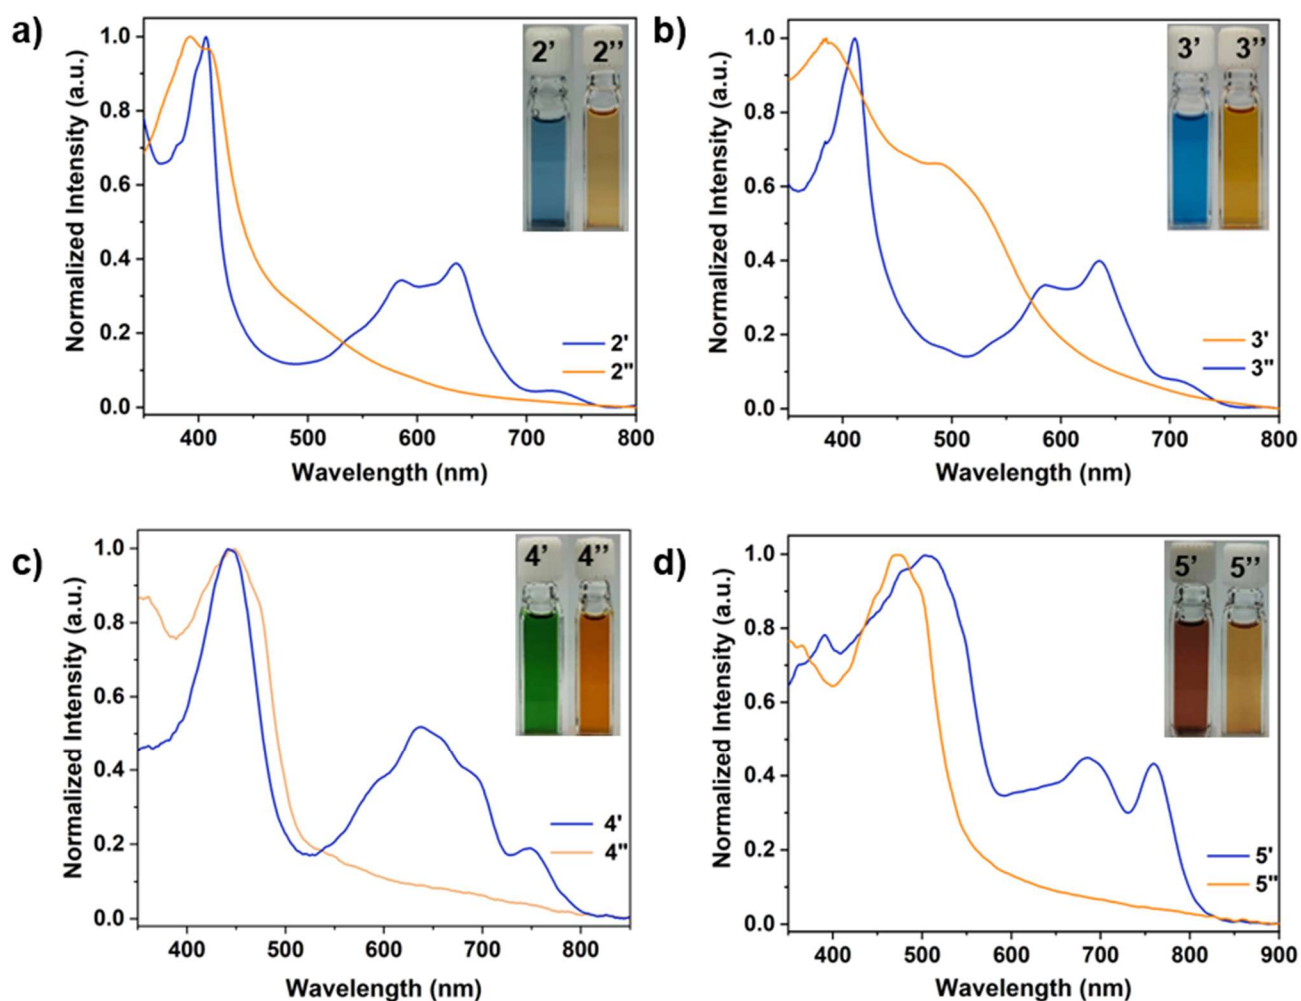 a)
2' 2''
Normalized Intensity (a.u.)
1.0
0.8
0.6
0.4
0.2
0.0
2'
2"
400 500 600 700 800
Wavelength (nm)
b)
3' 3''
Normalized Intensity (a.u.)
1.0
0.8
0.6
0.4
0.2
0.0
3'
3"
400 500 600 700 800
Wavelength (nm)
c)
4' 4''
Normalized Intensity (a.u.)
1.0
0.8
0.6
0.4
0.2
0.0
4'
4"
400 500 600 700 800
Wavelength (nm)
d)
5' 5''
Normalized Intensity (a.u.)
1.0
0.8
0.6
0.4
0.2
0.0
5'
5"
400 500 600 700 800 900
Wavelength (nm)